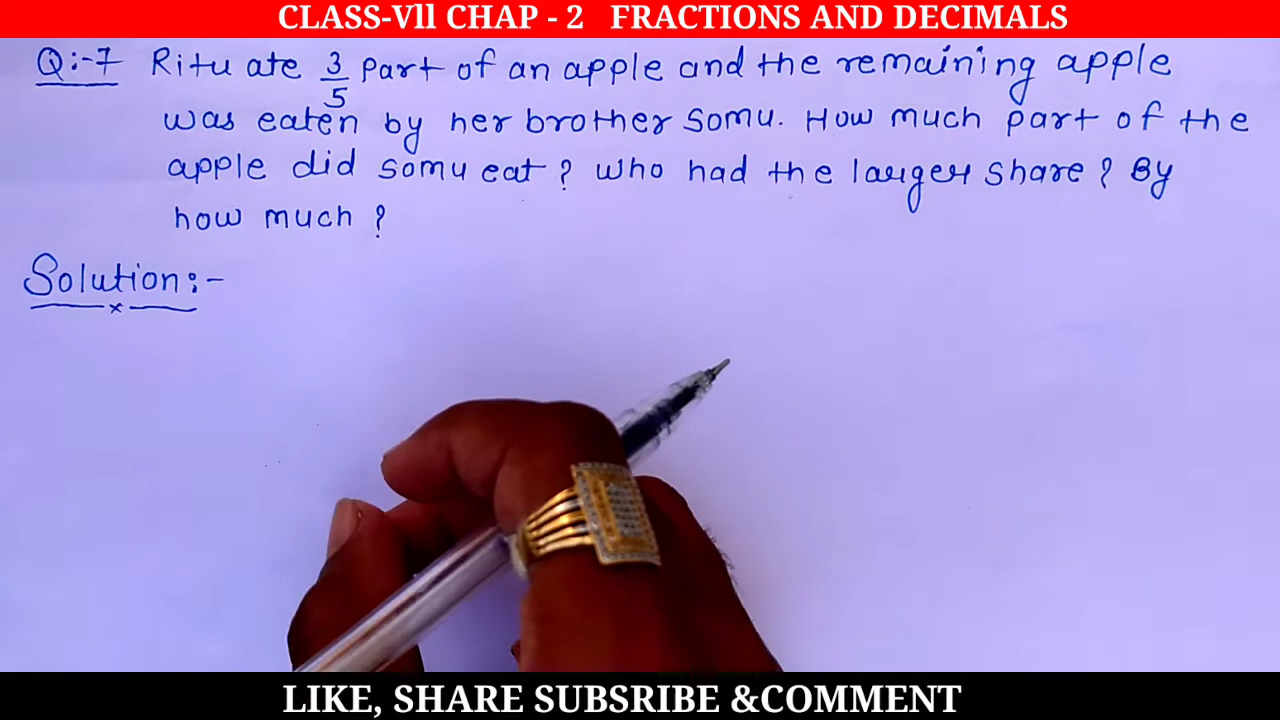 CLASS-Vll CHAP - 2 FRACTIONS AND DECIMALS
Q:-7 Ritu ate 3/5 part of an apple and the remaining apple
was eaten by her brother somu. How much part of the
apple did somu eat ? who had the larger share ? By
how much ?
Solution:-
LIKE, SHARE SUBSRIBE &COMMENT